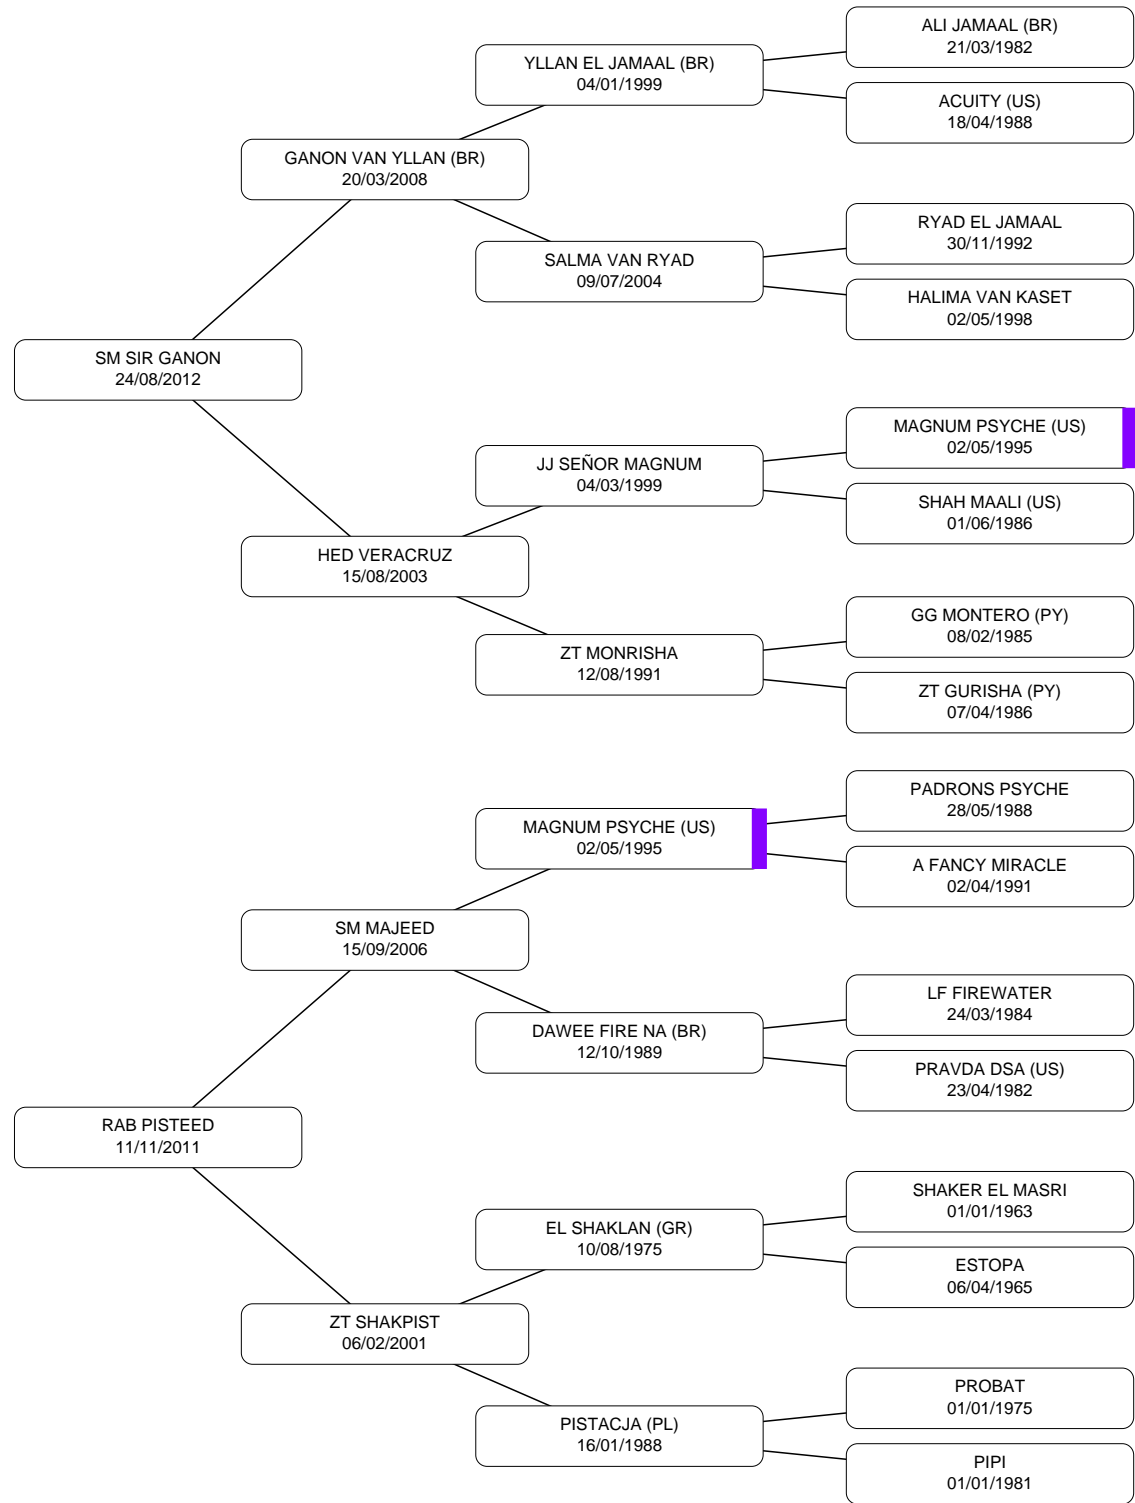 ALI JAMAAL (BR)
21/03/1982
YLLAN EL JAMAAL (BR)
04/01/1999
ACUITY (US)
18/04/1988
GANON VAN YLLAN (BR)
20/03/2008
RYAD EL JAMAAL
30/11/1992
SALMA VAN RYAD
09/07/2004
HALIMA VAN KASET
02/05/1998
SM SIR GANON
24/08/2012
MAGNUM PSYCHE (US)
02/05/1995
JJ SEÑOR MAGNUM
04/03/1999
SHAH MAALI (US)
01/06/1986
HED VERACRUZ
15/08/2003
GG MONTERO (PY)
08/02/1985
ZT MONRISHA
12/08/1991
ZT GURISHA (PY)
07/04/1986
PADRONS PSYCHE
28/05/1988
MAGNUM PSYCHE (US)
02/05/1995
A FANCY MIRACLE
02/04/1991
SM MAJEED
15/09/2006
LF FIREWATER
24/03/1984
DAWEE FIRE NA (BR)
12/10/1989
PRAVDA DSA (US)
23/04/1982
RAB PISTEED
11/11/2011
SHAKER EL MASRI
01/01/1963
EL SHAKLAN (GR)
10/08/1975
ESTOPA
06/04/1965
ZT SHAKPIST
06/02/2001
PROBAT
01/01/1975
PISTACJA (PL)
16/01/1988
PIPI
01/01/1981